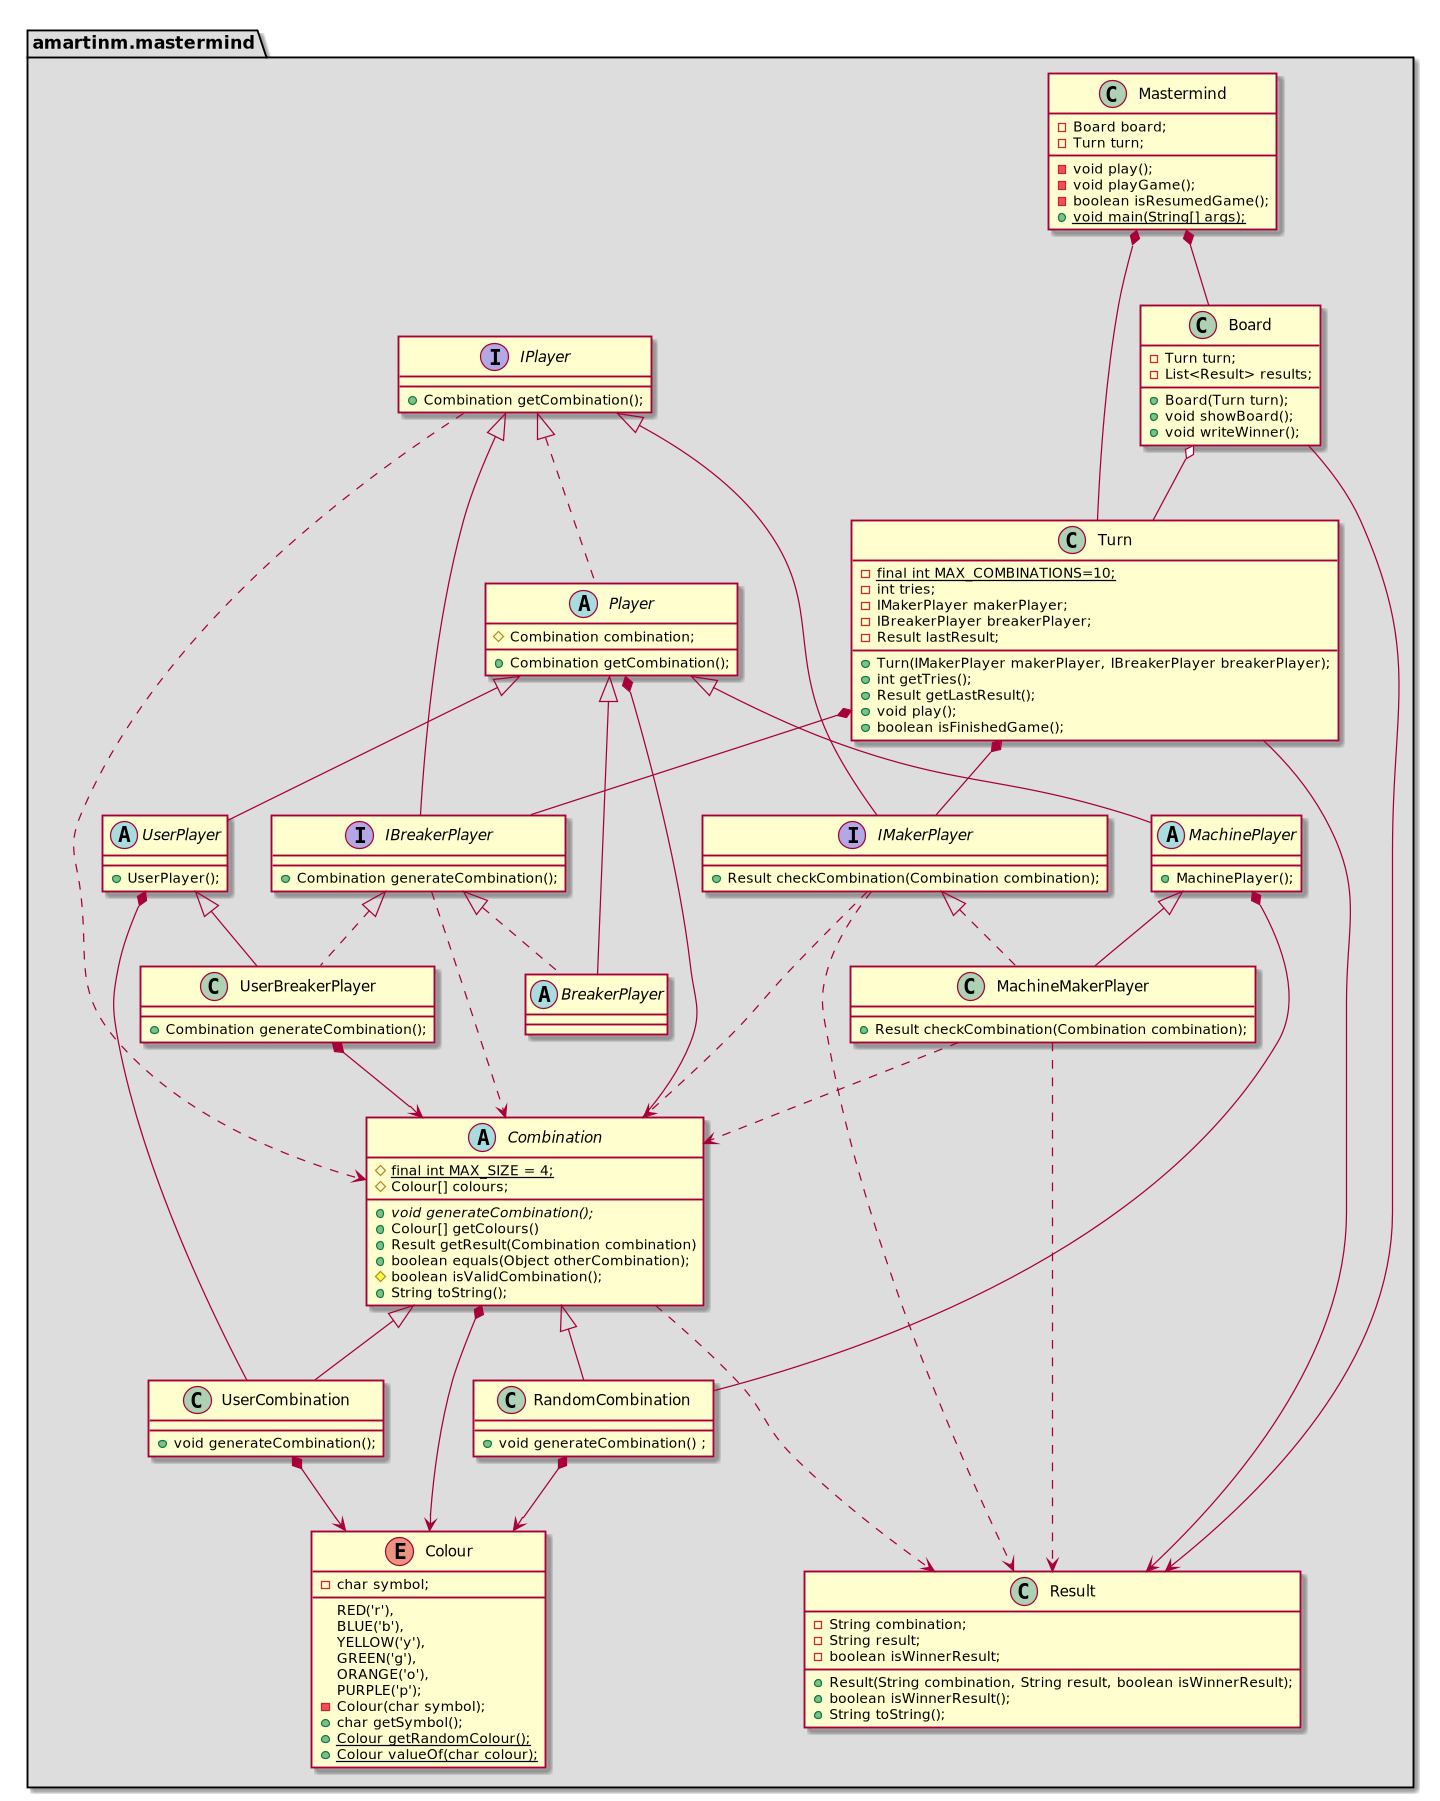 amartinm.mastermind
C Mastermind
Board board;
Turn turn;
void play();
void playGame();
boolean isResumedGame();
void main(String[] args);
C Board
Turn turn;
List<Result> results;
Board(Turn turn);
void showBoard();
void writeWinner();
I IPlayer
Combination getCombination();
C Turn
final int MAX_COMBINATIONS=10;
int tries;
IMakerPlayer makerPlayer;
IBreakerPlayer breakerPlayer;
Result lastResult;
Turn(IMakerPlayer makerPlayer, IBreakerPlayer breakerPlayer);
int getTries();
Result getLastResult();
void play();
boolean isFinishedGame();
A Player
Combination combination;
Combination getCombination();
A UserPlayer
UserPlayer();
I IBreakerPlayer
Combination generateCombination();
I IMakerPlayer
Result checkCombination(Combination combination);
A MachinePlayer
MachinePlayer();
C UserBreakerPlayer
Combination generateCombination();
A BreakerPlayer
C MachineMakerPlayer
Result checkCombination(Combination combination);
A Combination
final int MAX_SIZE = 4;
Colour[] colours;
void generateCombination();
Colour[] getColours()
Result getResult(Combination combination)
boolean equals(Object otherCombination);
boolean isValidCombination();
String toString();
C UserCombination
void generateCombination();
C RandomCombination
void generateCombination() ;
E Colour
char symbol;
RED('r'),
BLUE('b'),
YELLOW('y'),
GREEN('g'),
ORANGE('o'),
PURPLE('p');
Colour(char symbol);
char getSymbol();
Colour getRandomColour();
Colour valueOf(char colour);
C Result
String combination;
String result;
boolean isWinnerResult;
Result(String combination, String result, boolean isWinnerResult);
boolean isWinnerResult();
String toString();